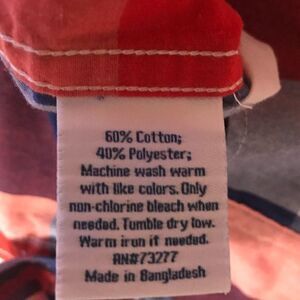 60% Cotton;
40% Polyester;
Machine wash warm
with like colors. Only
non-chlorine bleach when
needed. Tumble dry low.
Warm iron if needed.
RN#73277
Made in Bangladesh